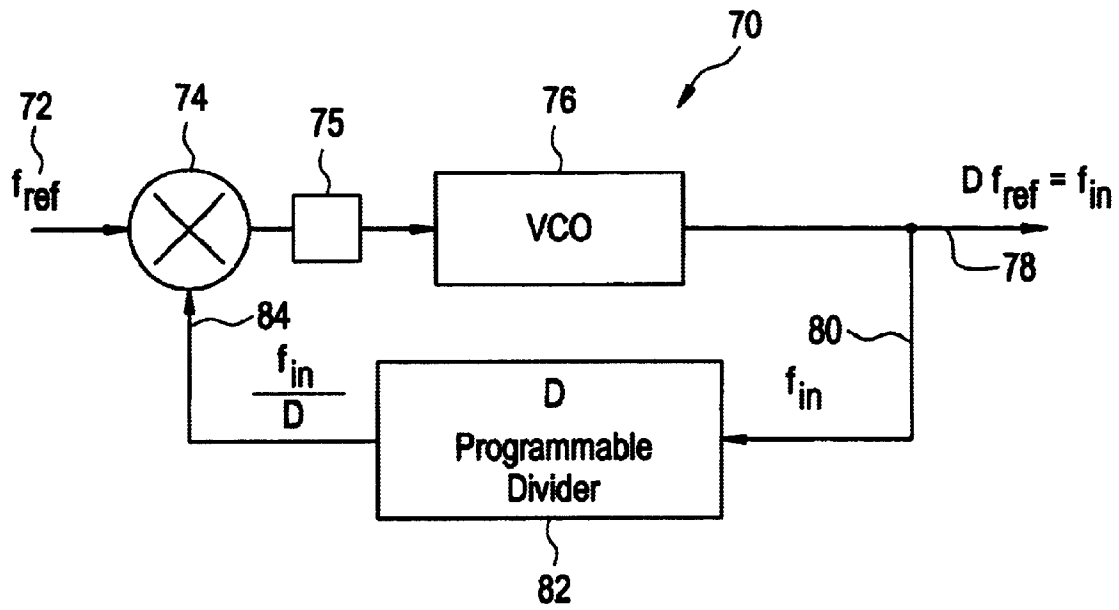 70
72
74
75
76
f_ref
VCO
D f_ref = f_in
78
84
80
f_in
D
f_in
D
Programmable
Divider
82